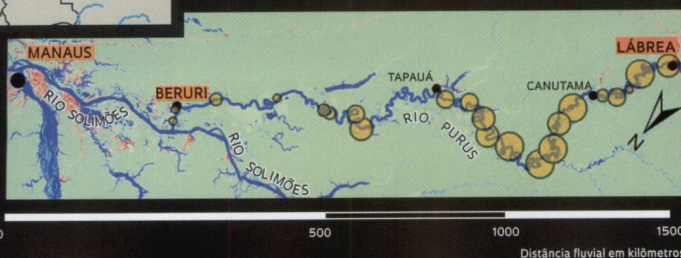 MANAUS
LÁBREA
BERURI
TAPAUÁ
CANUTAMA
RIO SOLIMÕES
RIO SOLIMÕES
RIO PURUS
N
0 500 1000 1500
Distância fluvial em kilômetros